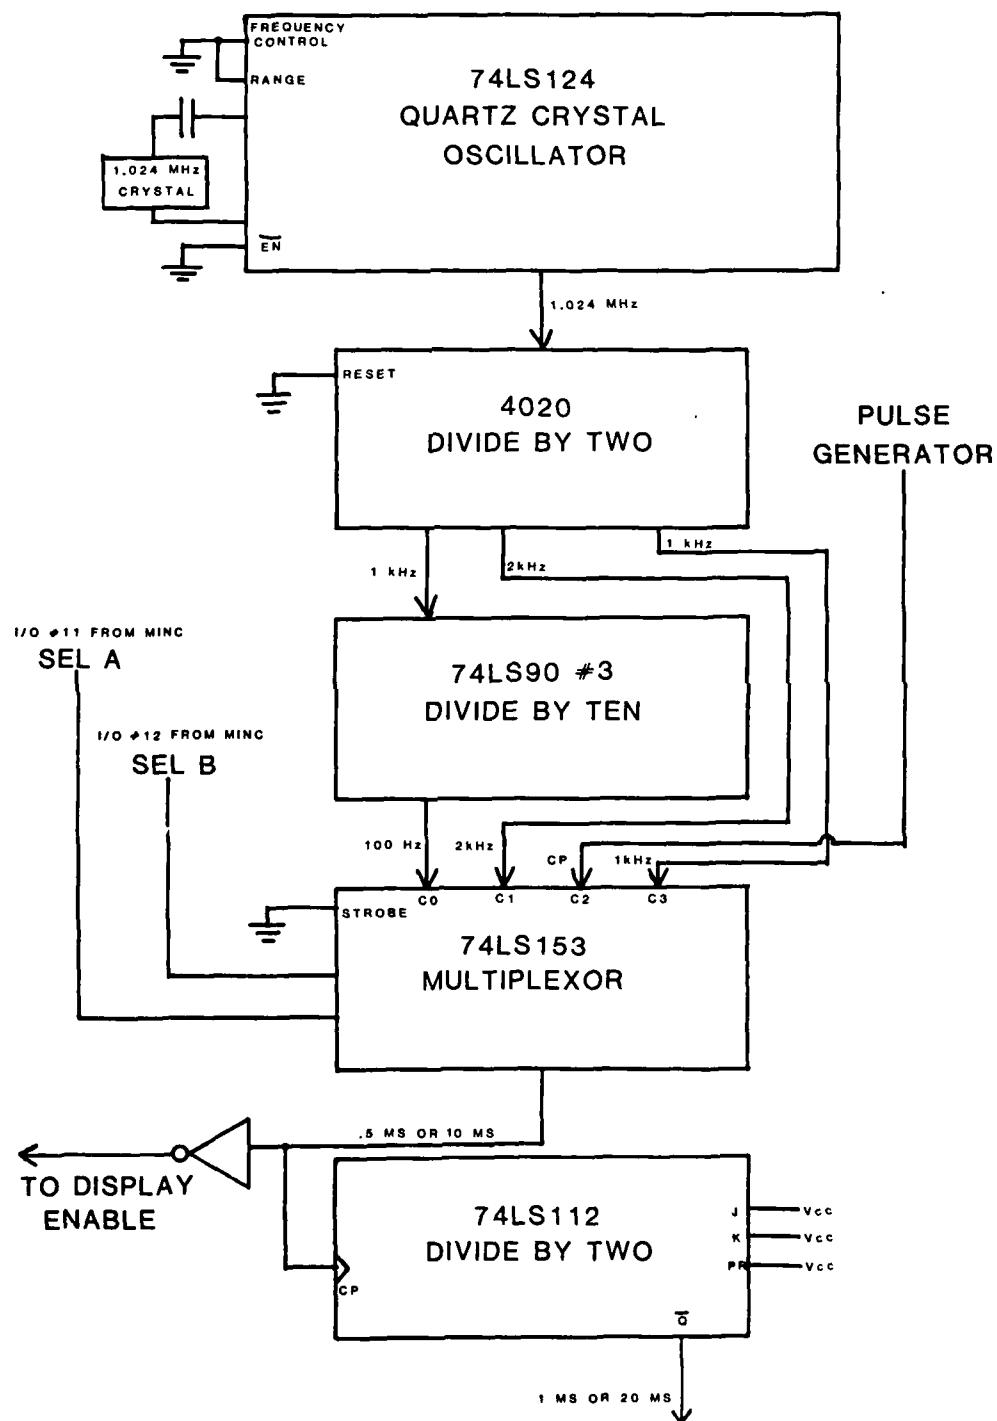 FREQUENCY
CONTROL
RANGE
74LS124
QUARTZ CRYSTAL
OSCILLATOR
1.024 MHz
CRYSTAL
EN
1.024 MHz
RESET
4020
DIVIDE BY TWO
PULSE
GENERATOR
1 kHz
2kHz
1 kHz
I/O #11 FROM MINC
SEL A
74LS90 #3
DIVIDE BY TEN
I/O #12 FROM MINC
SEL B
100 Hz
2kHz
CP
1kHz
C0
C1
C2
C3
STROBE
74LS153
MULTIPLEXOR
.5 MS OR 10 MS
TO DISPLAY
ENABLE
74LS112
DIVIDE BY TWO
J
Vcc
K
Vcc
PR
Vcc
CP
Q
1 MS OR 20 MS